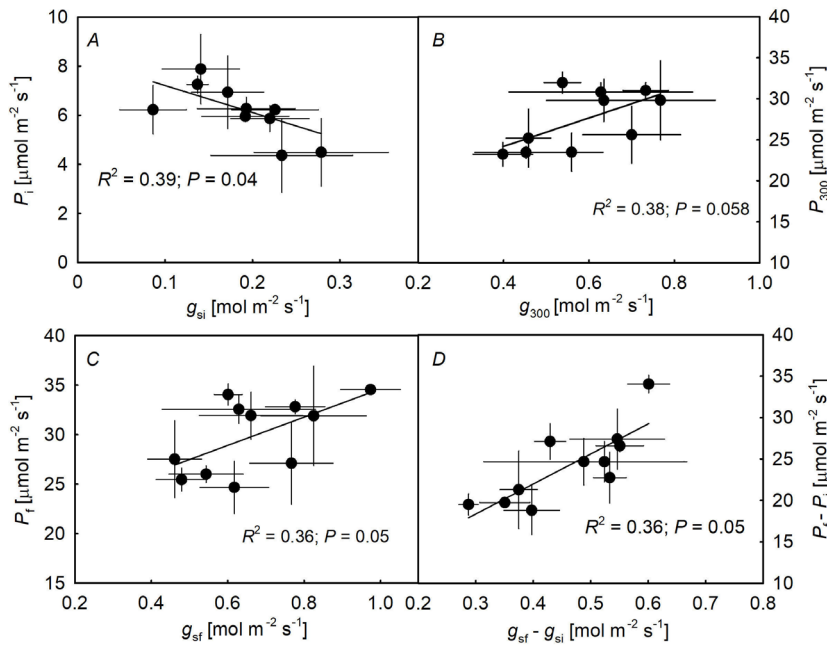 A
P_i [µmol m⁻² s⁻¹]
10
8
6
4
2
0
R² = 0.39; P = 0.04
0 0.1 0.2 0.3
g_si [mol m⁻² s⁻¹]
B
40
35
30
25
20
15
10
P_300 [µmol m⁻² s⁻¹]
R² = 0.38; P = 0.058
0.2 0.4 0.6 0.8 1.0
g_300 [mol m⁻² s⁻¹]
C
P_f [µmol m⁻² s⁻¹]
40
35
30
25
20
15
R² = 0.36; P = 0.05
0.2 0.4 0.6 0.8 1.0
g_sf [mol m⁻² s⁻¹]
D
40
35
30
25
20
15
10
P_f - P_i [µmol m⁻² s⁻¹]
R² = 0.36; P = 0.05
0.2 0.3 0.4 0.5 0.6 0.7 0.8
g_sf - g_si [mol m⁻² s⁻¹]